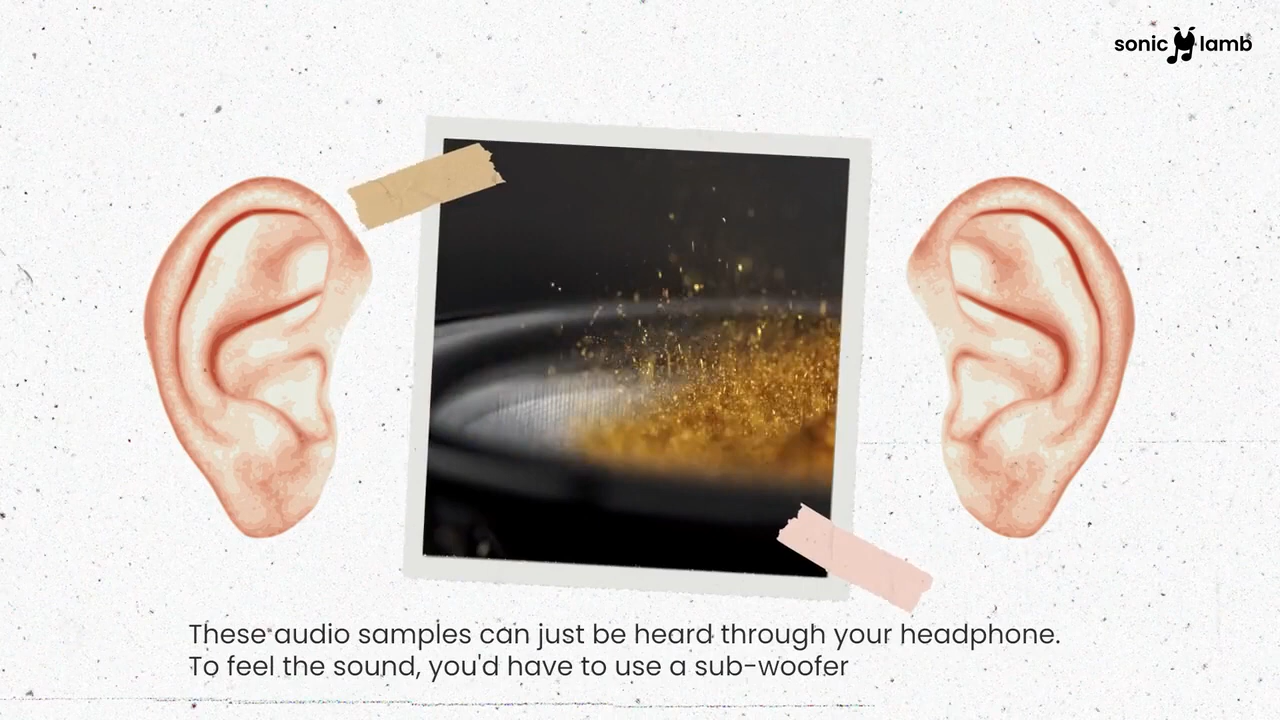 sonic lamb
These audio samples can just be heard through your headphone.
To feel the sound, you'd have to use a sub-woofer